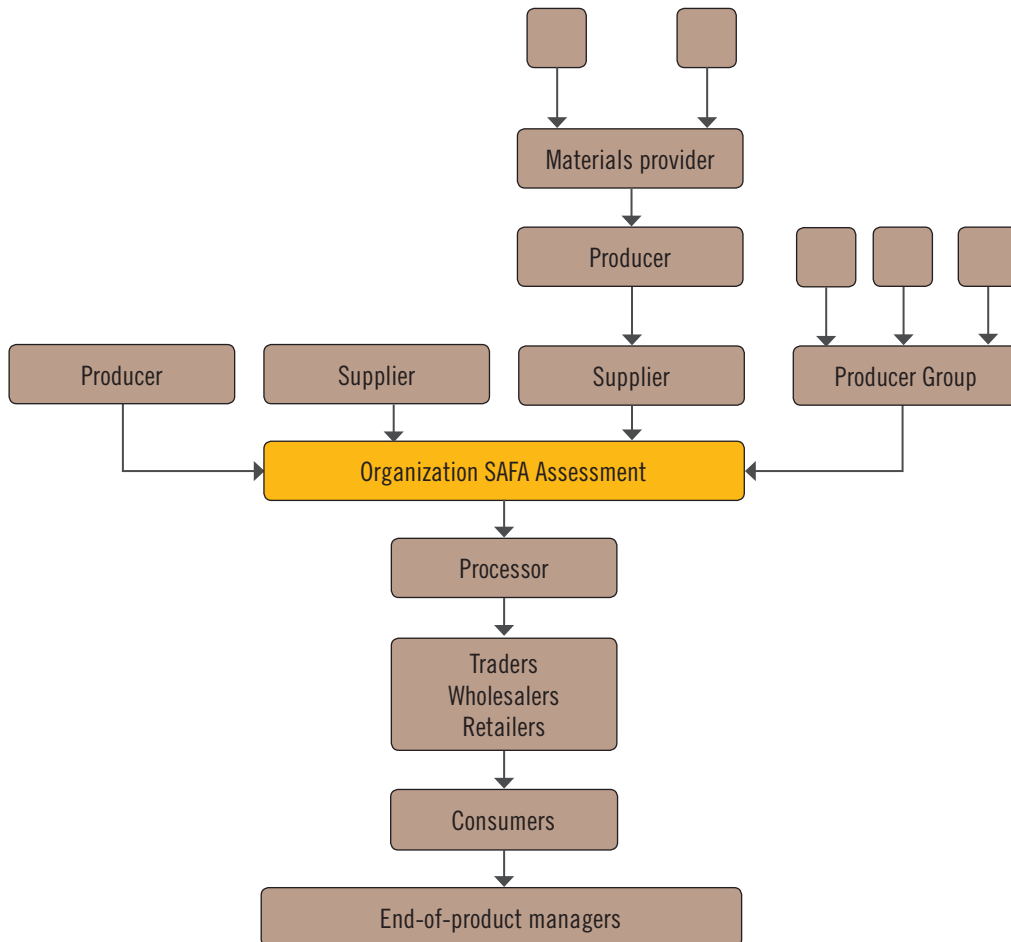 Materials provider
Producer
Producer
Supplier
Supplier
Producer Group
Organization SAFA Assessment
Processor
Traders
Wholesalers
Retailers
Consumers
End-of-product managers